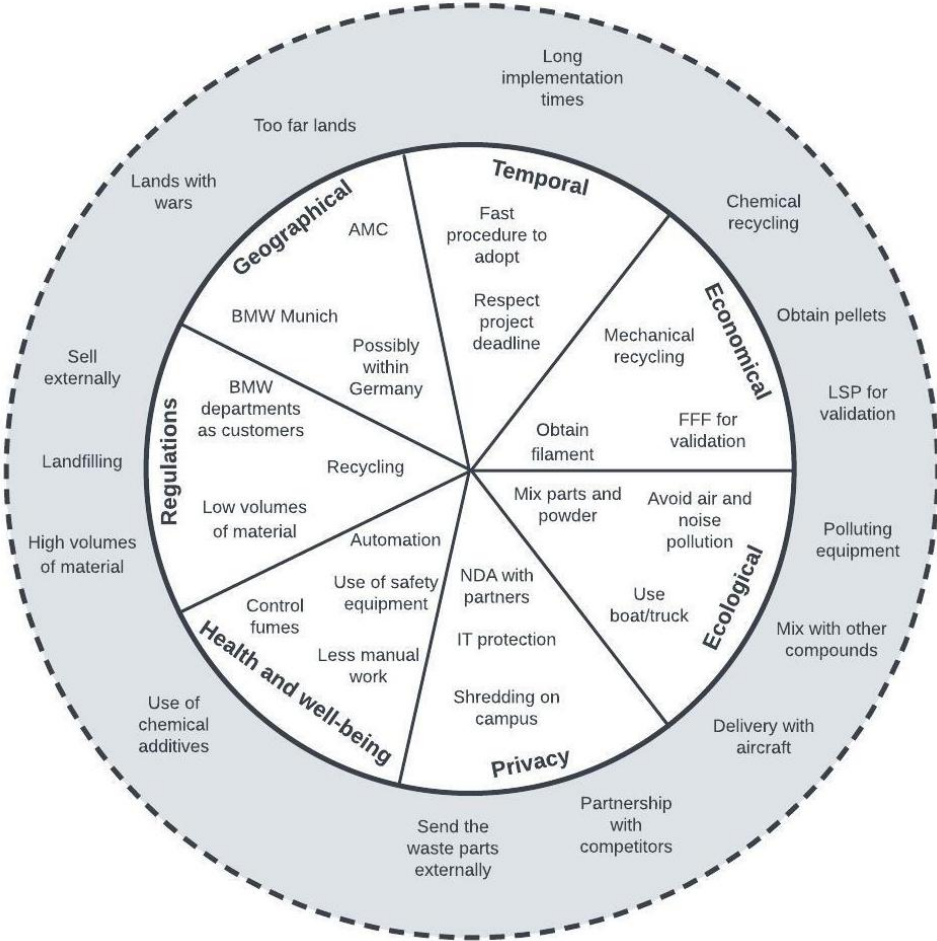 Long
implementation
times
Too far lands
Lands with
wars
Chemical
recycling
Obtain pellets
LSP for
validation
Polluting
equipment
Mix with other
compounds
Delivery with
aircraft
Partnership
with
competitors
Send the
waste parts
externally
Use of
chemical
additives
High volumes
of material
Landfilling
Sell
externally
Temporal
Fast
procedure to
adopt
Respect
project
deadline
Economical
Mechanical
recycling
FFF for
validation
Obtain
filament
Ecological
Mix parts and
powder
Avoid air and
noise
pollution
Use
boat/truck
Privacy
NDA with
partners
IT protection
Shredding on
campus
Health and well-being
Automation
Use of safety
equipment
Control
fumes
Less manual
work
Regulations
BMW
departments
as customers
Recycling
Low volumes
of material
Geographical
AMC
BMW Munich
Possibly
within
Germany